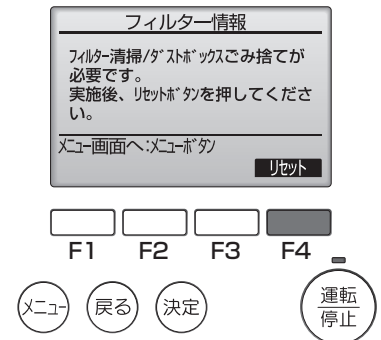 フィルター情報
フィルター清掃/ダストボックスごみ捨てが
必要です。
実施後、リセットボタンを押してくださ
い。
メニュー画面へ:メニューボタン
リセット
F1 F2 F3 F4
メニュー 戻る 決定 運転
停止